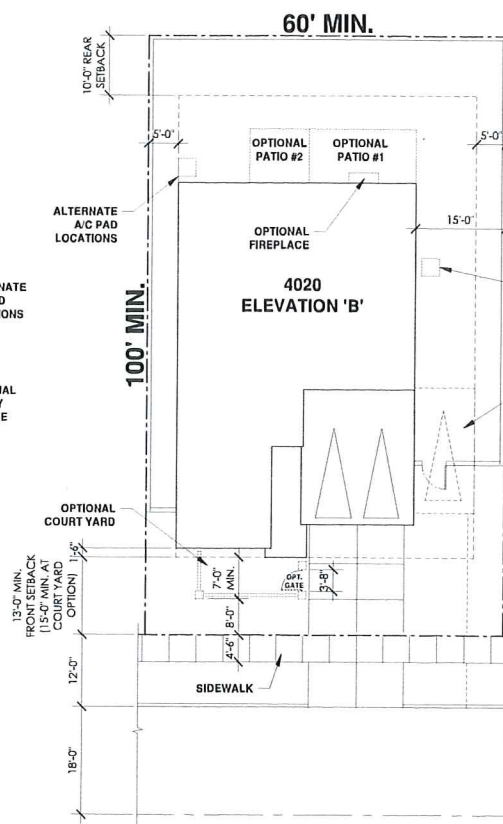 60' MIN.
10'-0" REAR
SETBACK
5'-0"
OPTIONAL
PATIO #2
OPTIONAL
PATIO #1
5'-0"
ALTERNATE
A/C PAD
LOCATIONS
OPTIONAL
FIREPLACE
15'-0"
4020
ELEVATION 'B'
100' MIN.
OPTIONAL
COURT YARD
1'-6"
13'-0" MIN.
FRONT SETBACK
(15'-0" MIN. AT
COURT YARD
OPTION)
7'-0"
MIN.
OPT.
GATE
3'-8"
8'-0"
4'-6"
12'-0"
SIDEWALK
18'-0"